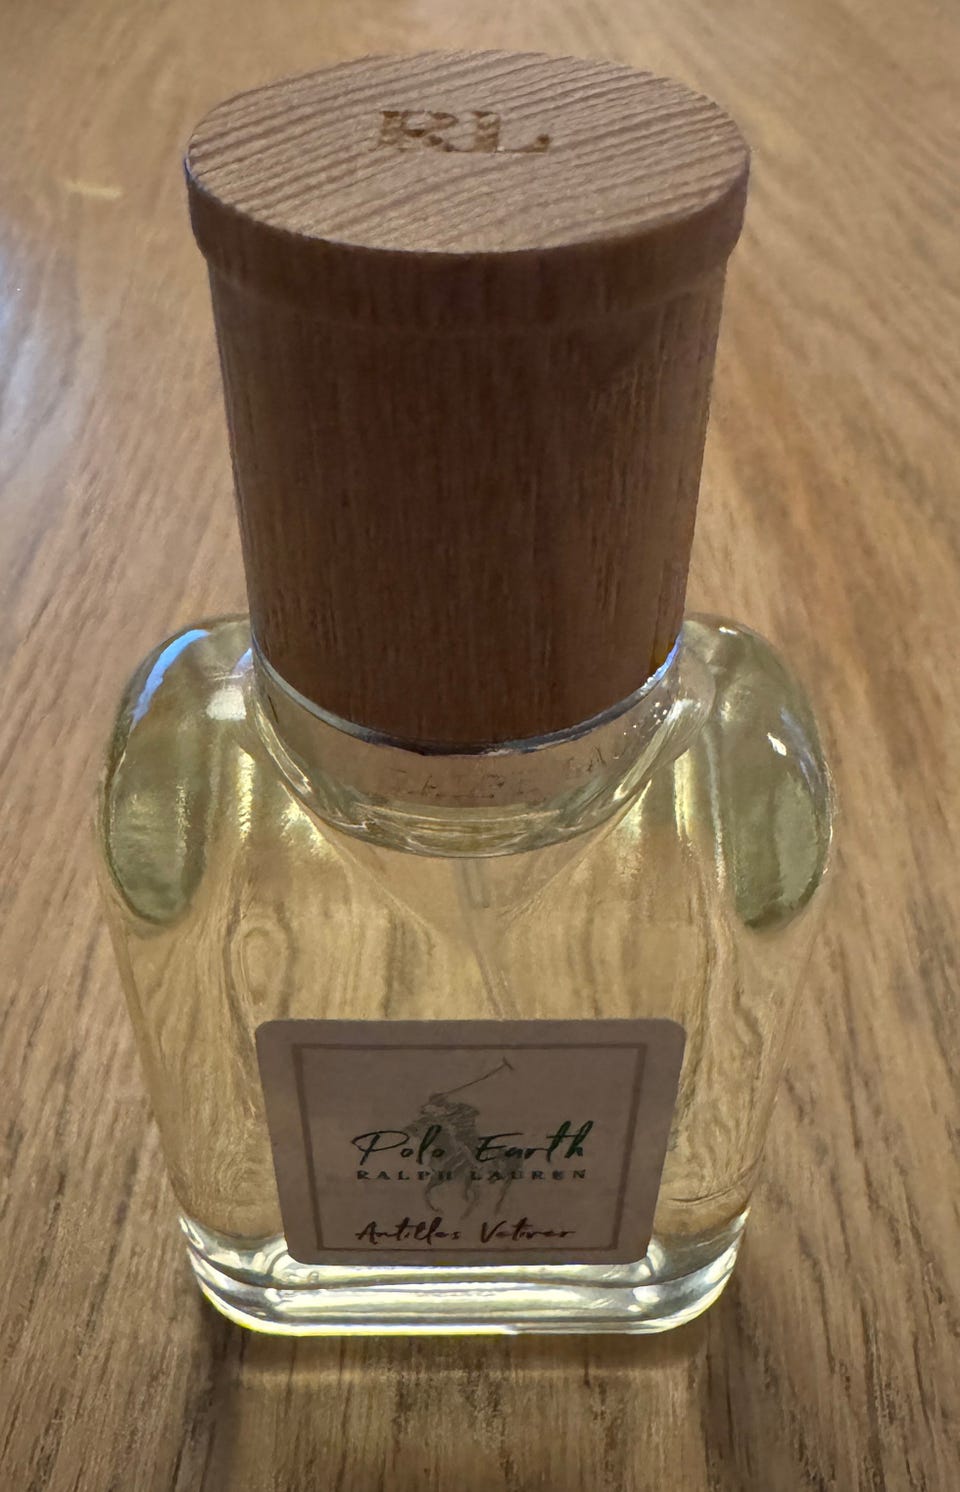 RL
Polo Earth
RALPH LAUREN
Antilles Vetiver